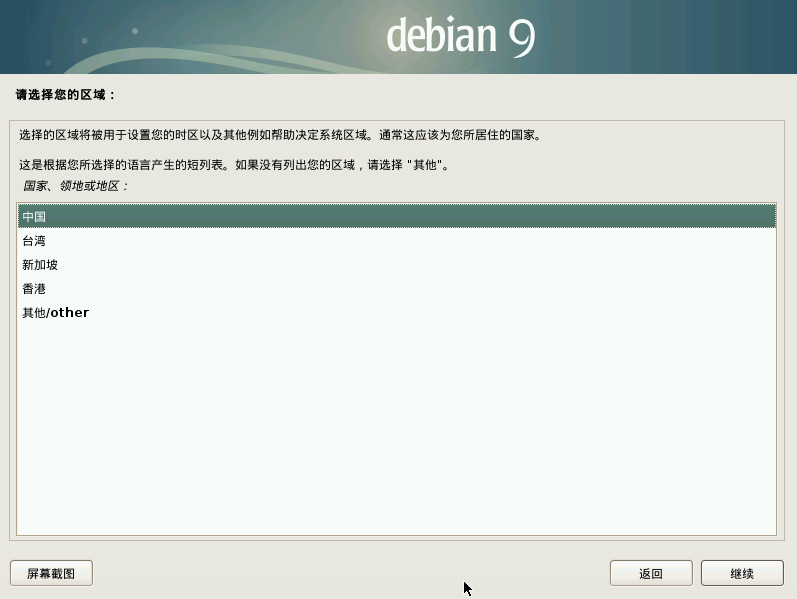 debian 9
请选择您的区域：
选择的区域将被用于设置您的时区以及其他例如帮助决定系统区域。通常这应该为您所居住的国家。
这是根据您所选择的语言产生的短列表。如果没有列出您的区域，请选择 "其他"。
国家、领地或地区：
中国
台湾
新加坡
香港
其他/other
屏幕截图
返回
继续